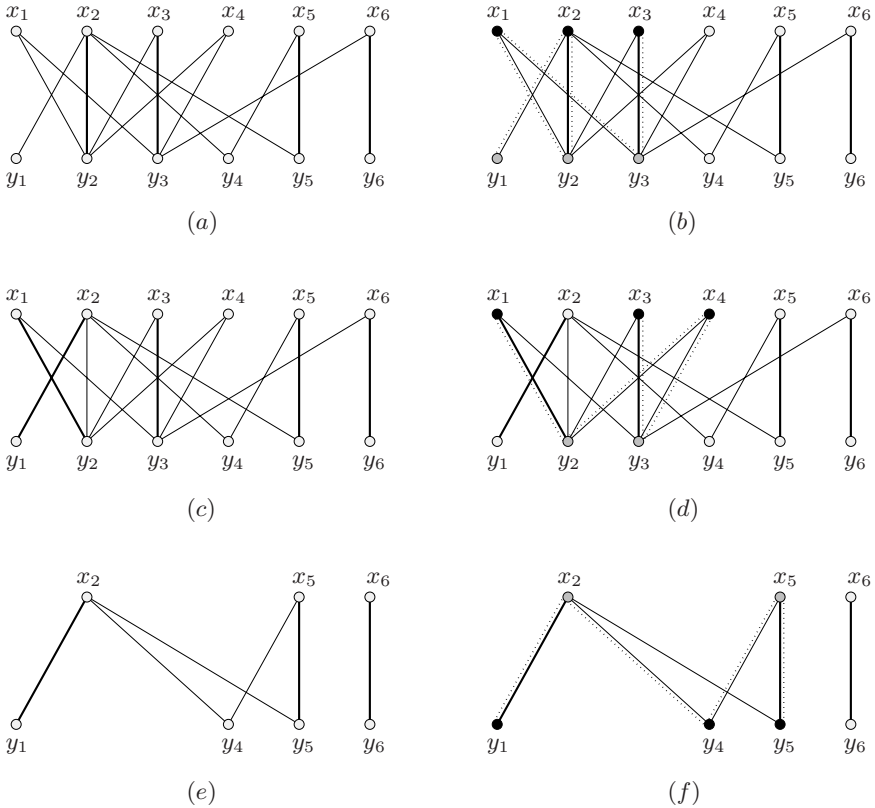 x₁ x₂ x₃ x₄ x₅ x₆ x₁ x₂ x₃ x₄ x₅ x₆
y₁ y₂ y₃ y₄ y₅ y₆ y₁ y₂ y₃ y₄ y₅ y₆
(a) (b)
x₁ x₂ x₃ x₄ x₅ x₆ x₁ x₂ x₃ x₄ x₅ x₆
y₁ y₂ y₃ y₄ y₅ y₆ y₁ y₂ y₃ y₄ y₅ y₆
(c) (d)
x₂ x₅ x₆ x₂ x₅ x₆
y₁ y₄ y₅ y₆ y₁ y₄ y₅ y₆
(e) (f)